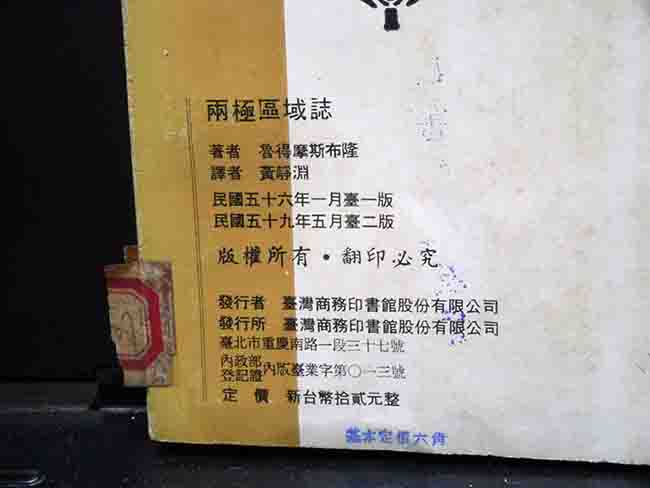 兩極區域誌
著者 魯得摩斯布隆
譯者 黃靜淵
民國五十六年一月臺一版
民國五十九年五月臺二版
版權所有・翻印必究
發行者 臺灣商務印書館股份有限公司
發行所 臺灣商務印書館股份有限公司
臺北市重慶南路一段三十七號
內政部登記證內版臺業字第〇一三號
定價 新台幣拾貳元整
基本定價六角